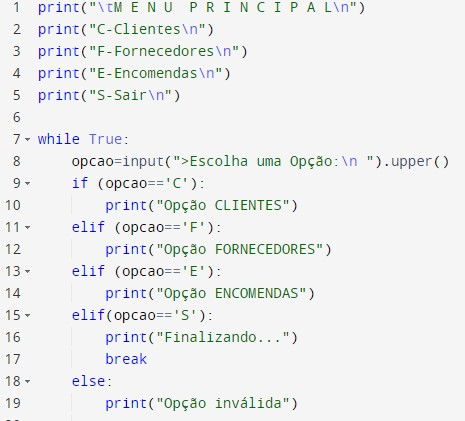 1 print("\tM E N U  P R I N C I P A L\n")
2 print("C-Clientes\n")
3 print("F-Fornecedores\n")
4 print("E-Encomendas\n")
5 print("S-Sair\n")
6
7 while True:
8     opcao=input(">Escolha uma Opção:\n ").upper()
9     if (opcao=='C'):
10         print("Opção CLIENTES")
11     elif (opcao=='F'):
12         print("Opção FORNECEDORES")
13     elif (opcao=='E'):
14         print("Opção ENCOMENDAS")
15     elif(opcao=='S'):
16         print("Finalizando...")
17         break
18     else:
19         print("Opção inválida")